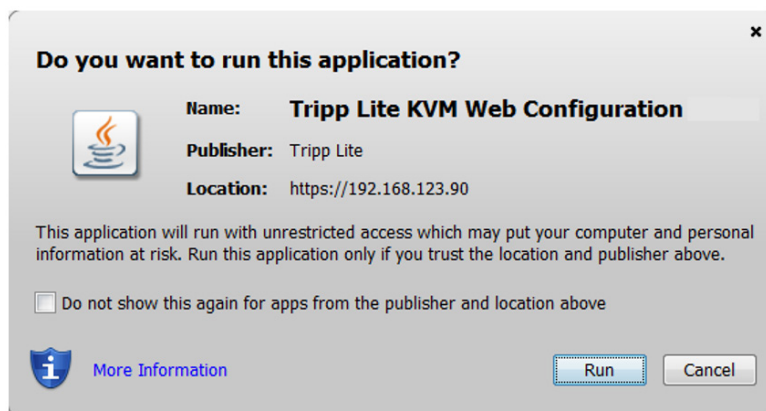 Do you want to run this application?
Name: Tripp Lite KVM Web Configuration
Publisher: Tripp Lite
Location: https://192.168.123.90
This application will run with unrestricted access which may put your computer and personal
information at risk. Run this application only if you trust the location and publisher above.
Do not show this again for apps from the publisher and location above
More Information
Run
Cancel